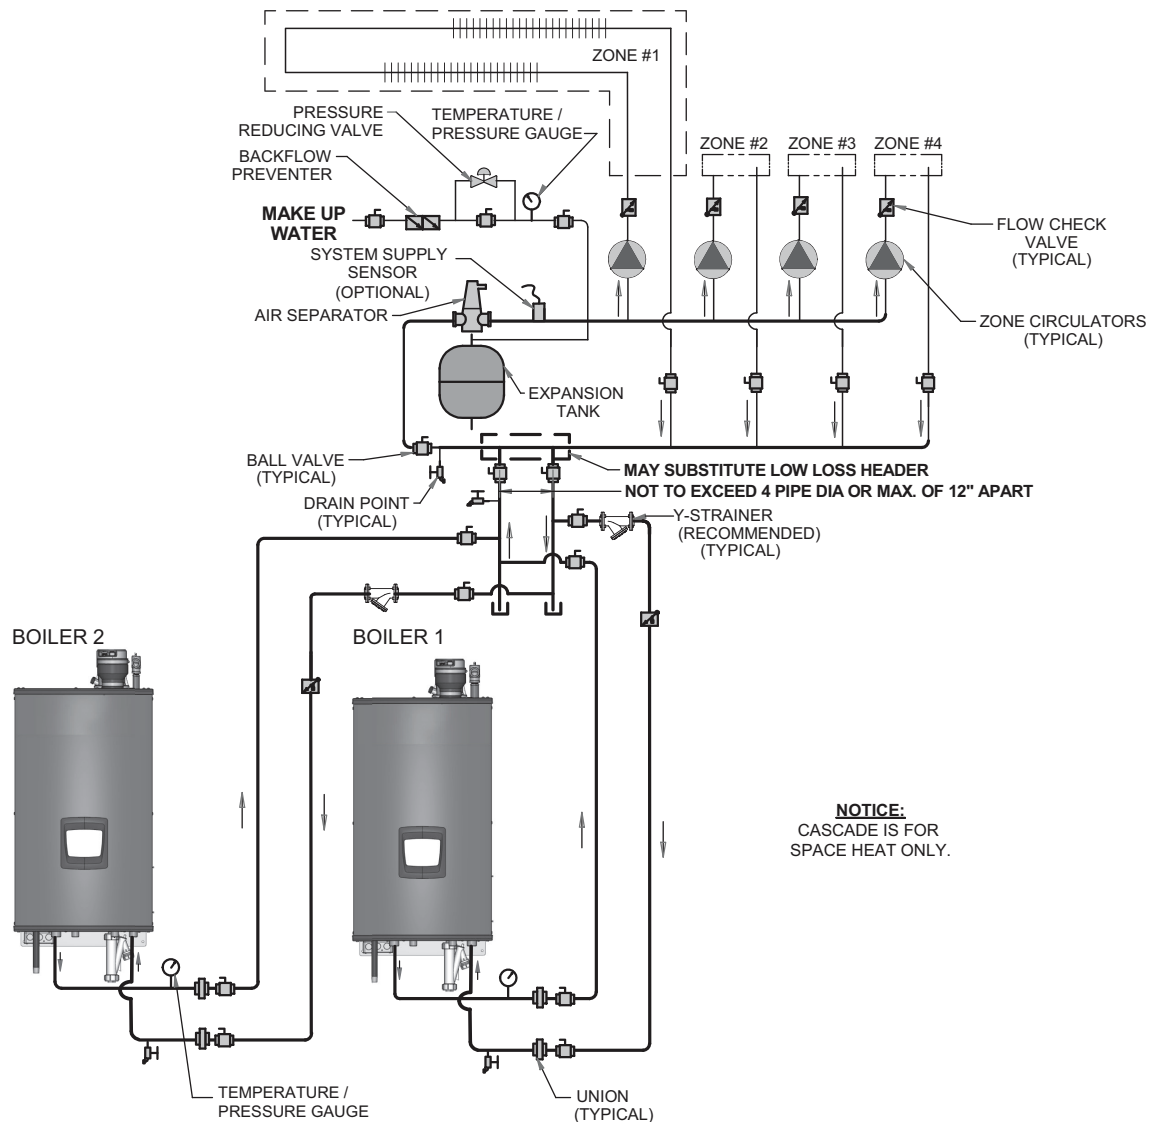 ZONE #1
PRESSURE
REDUCING VALVE
TEMPERATURE /
PRESSURE GAUGE
BACKFLOW
PREVENTER
ZONE #2
ZONE #3
ZONE #4
MAKE UP
WATER
FLOW CHECK
VALVE
(TYPICAL)
SYSTEM SUPPLY
SENSOR
(OPTIONAL)
AIR SEPARATOR
ZONE CIRCULATORS
(TYPICAL)
EXPANSION
TANK
BALL VALVE
(TYPICAL)
MAY SUBSTITUTE LOW LOSS HEADER
NOT TO EXCEED 4 PIPE DIA OR MAX. OF 12" APART
DRAIN POINT
(TYPICAL)
Y-STRAINER
(RECOMMENDED)
(TYPICAL)
BOILER 2
BOILER 1
NOTICE:
CASCADE IS FOR
SPACE HEAT ONLY.
TEMPERATURE /
PRESSURE GAUGE
UNION
(TYPICAL)